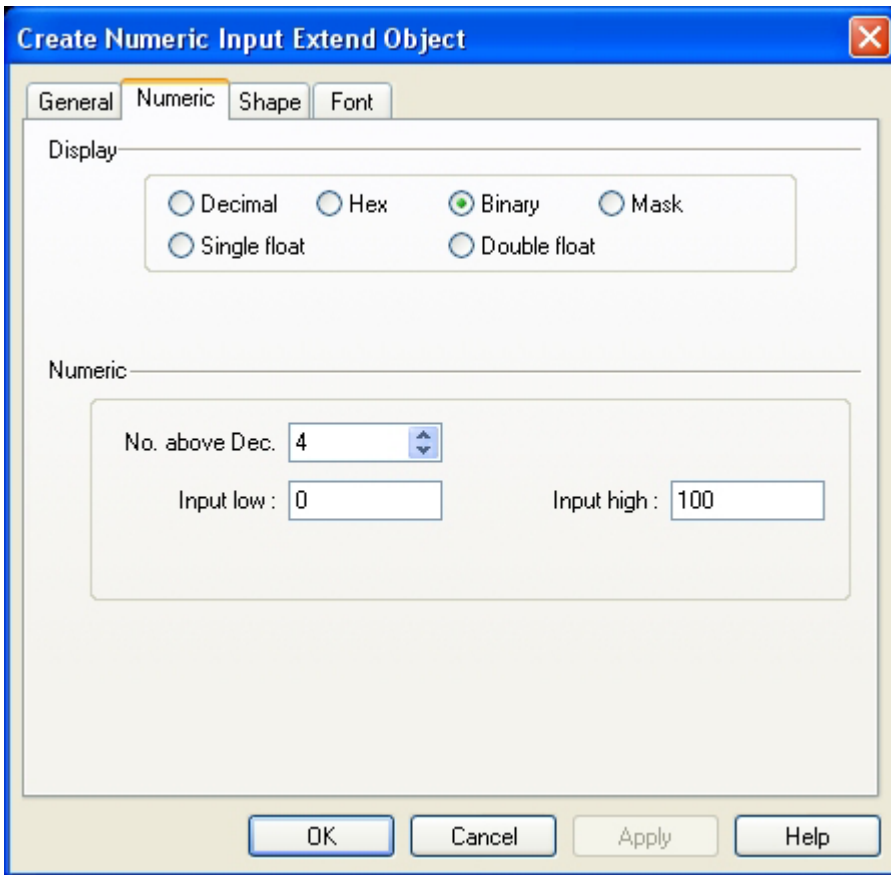 Create Numeric Input Extend Object
General Numeric Shape Font
Display
Decimal Hex Binary Mask
Single float Double float
Numeric
No. above Dec. 4
Input low : 0 Input high : 100
OK Cancel Apply Help